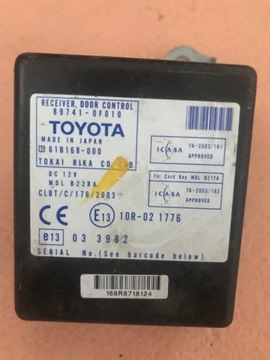 RECEIVER, DOOR CONTROL
89741-0F010
TOYOTA
MADE IN JAPAN
61B168-000
TOKAI RIKA CO., LTD.
DC 12V
MDL B22BA
CLBT/C/176/2003
ICASA
TA-2003/161
APPROVED
For Card Key MDL B21TA
ICASA
TA-2003/162
APPROVED
CE E13 10R-02 1776
e13 03 3982
SERIAL No.(See barcode below)
168R6718124